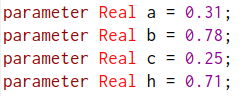 parameter Real a = 0.31;
parameter Real b = 0.78;
parameter Real c = 0.25;
parameter Real h = 0.71;